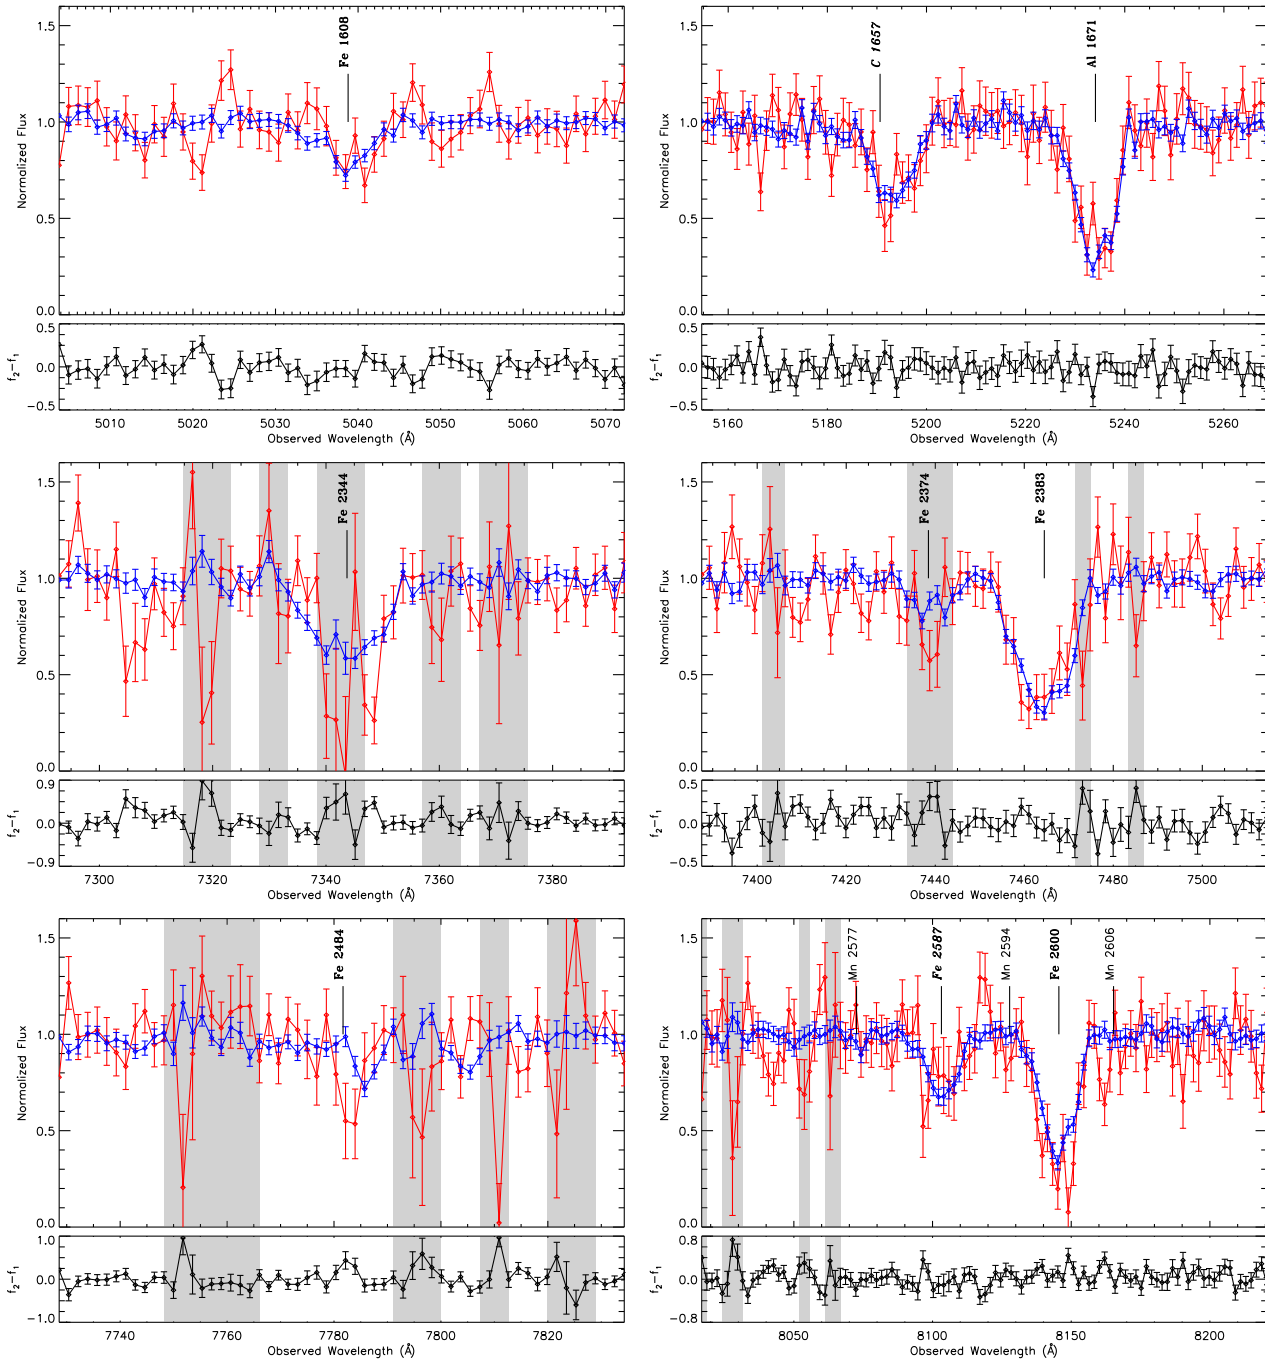 Fe 1608
1.5
1.0
0.5
0.0
Normalized Flux
0.5
0.0
−0.5
f2−f1
5010 5020 5030 5040 5050 5060 5070
Observed Wavelength (Å)
C 1657
Al 1671
1.5
1.0
0.5
0.0
Normalized Flux
0.5
0.0
−0.5
f2−f1
5160 5180 5200 5220 5240 5260
Observed Wavelength (Å)
Fe 2344
1.5
1.0
0.5
0.0
Normalized Flux
0.9
0.0
−0.9
f2−f1
7300 7320 7340 7360 7380
Observed Wavelength (Å)
Fe 2374
Fe 2383
1.5
1.0
0.5
0.0
Normalized Flux
0.5
0.0
−0.5
f2−f1
7400 7420 7440 7460 7480 7500
Observed Wavelength (Å)
Fe 2484
1.5
1.0
0.5
0.0
Normalized Flux
1.0
0.0
−1.0
f2−f1
7740 7760 7780 7800 7820
Observed Wavelength (Å)
Mn 2577
Fe 2587
Mn 2594
Fe 2600
Mn 2606
1.5
1.0
0.5
0.0
Normalized Flux
0.8
0.0
−0.8
f2−f1
8050 8100 8150 8200
Observed Wavelength (Å)